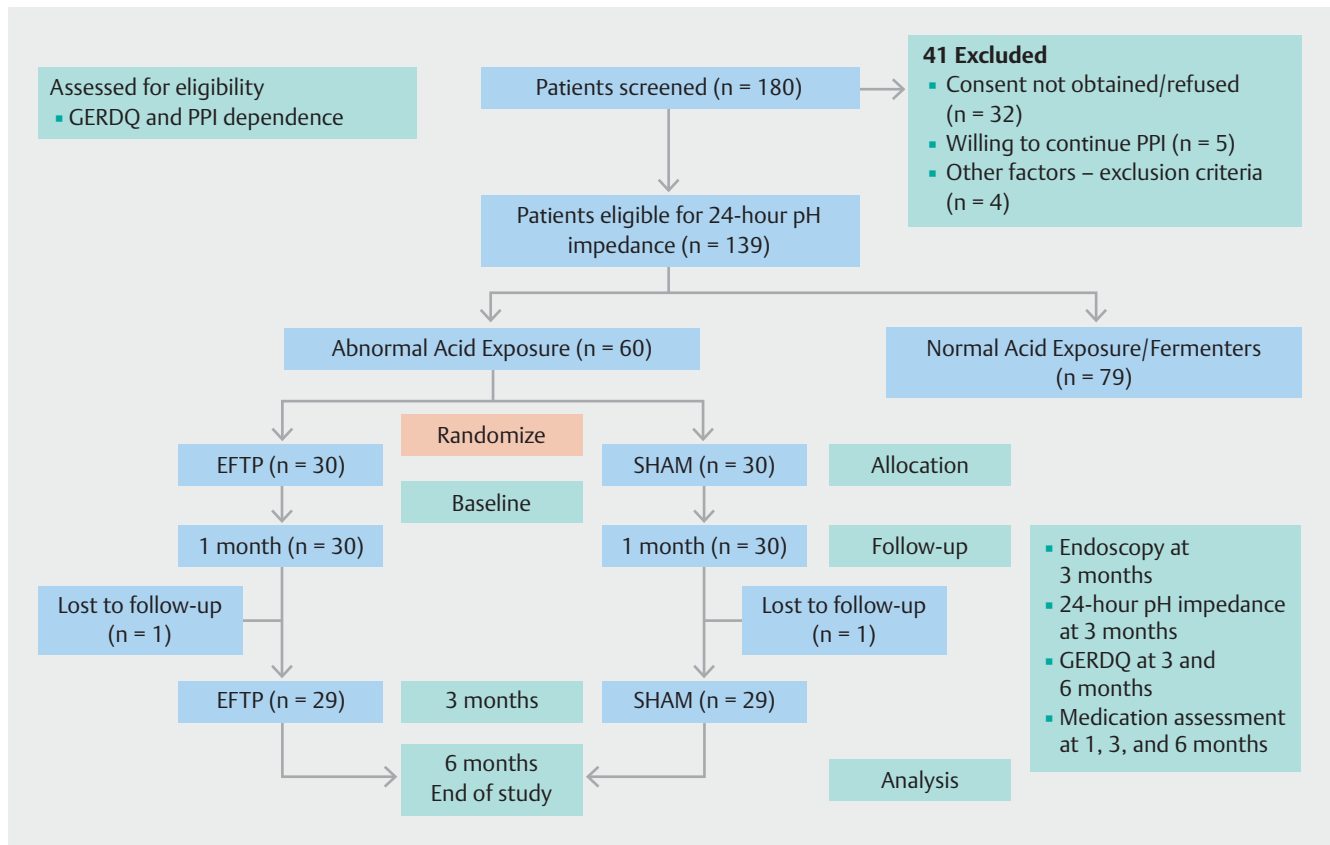 Assessed for eligibility
▪ GERDQ and PPI dependence
Patients screened (n = 180)
41 Excluded
▪ Consent not obtained/refused
(n = 32)
▪ Willing to continue PPI (n = 5)
▪ Other factors – exclusion criteria
(n = 4)
Patients eligible for 24-hour pH
impedance (n = 139)
Abnormal Acid Exposure (n = 60)
Normal Acid Exposure/Fermenters
(n = 79)
Randomize
EFTP (n = 30)
SHAM (n = 30)
Allocation
Baseline
1 month (n = 30)
1 month (n = 30)
Follow-up
▪ Endoscopy at
3 months
▪ 24-hour pH impedance
at 3 months
▪ GERDQ at 3 and
6 months
▪ Medication assessment
at 1, 3, and 6 months
Lost to follow-up
(n = 1)
Lost to follow-up
(n = 1)
EFTP (n = 29)
3 months
SHAM (n = 29)
6 months
End of study
Analysis